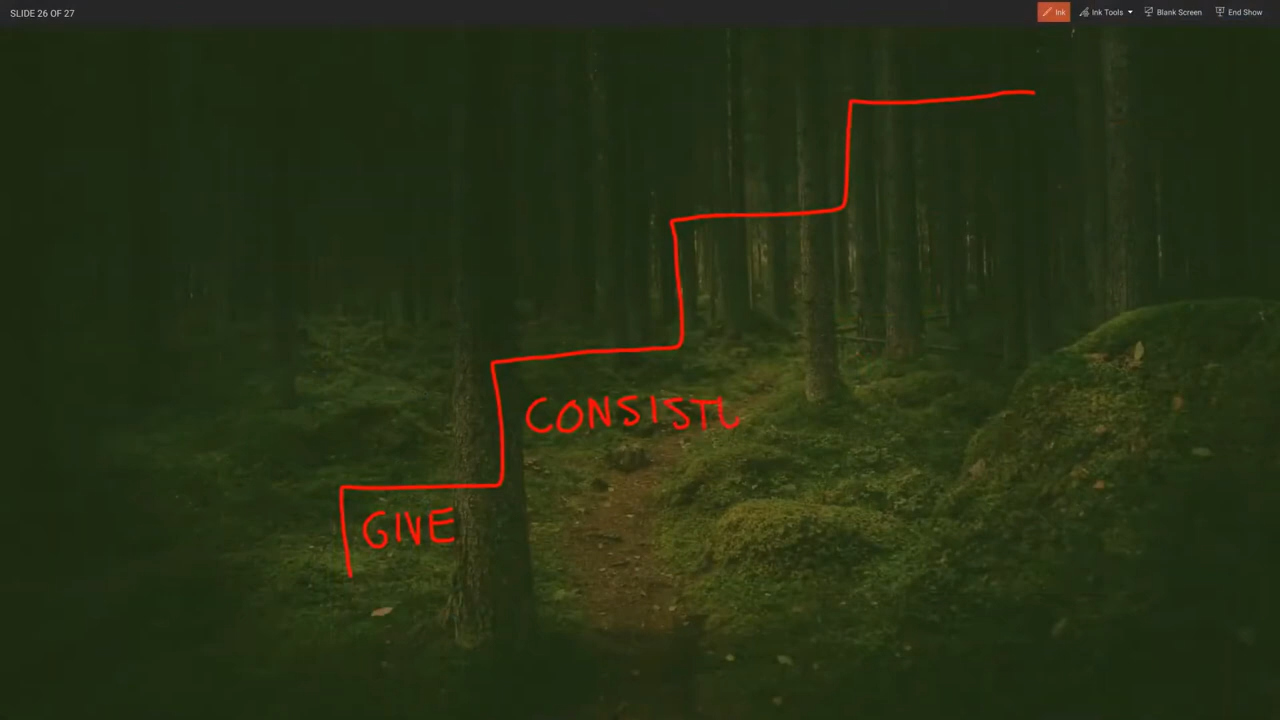 SLIDE 26 OF 27
Ink
Ink Tools
Blank Screen
End Show
CONSISTL
GIVE